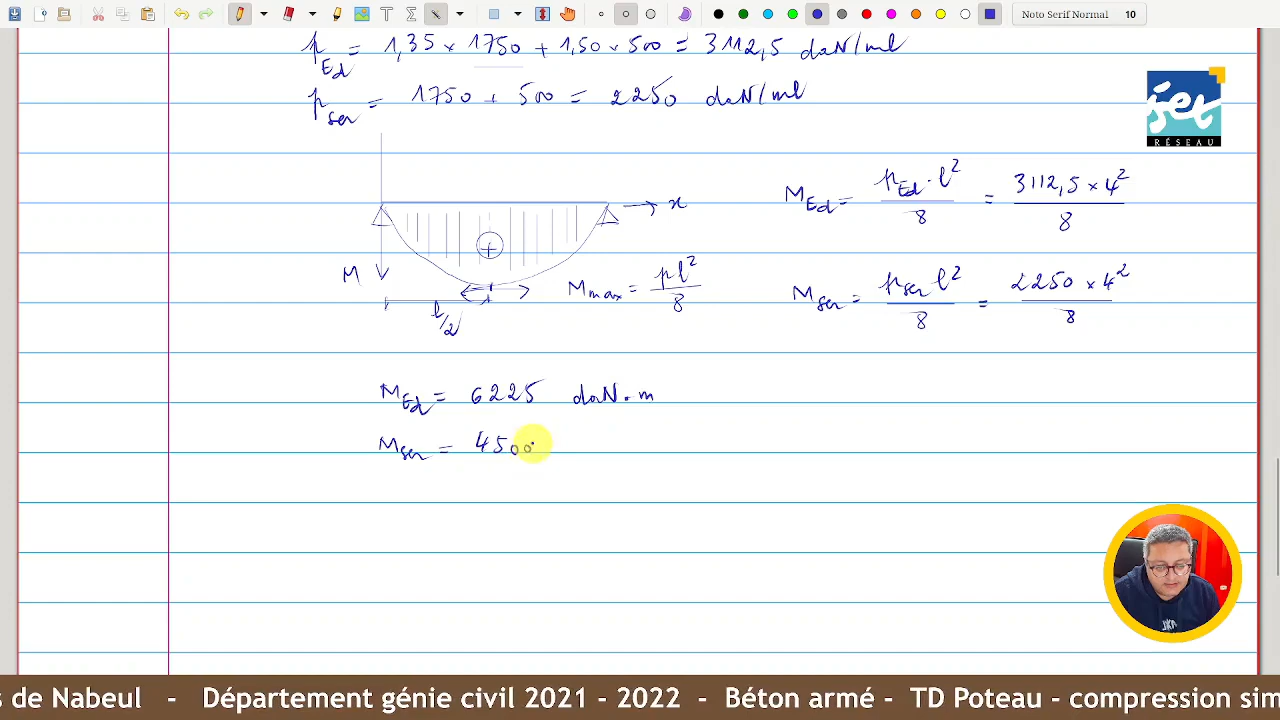 Noto Serif Normal 10
p_Ed = 1,35 × 1750 + 1,50 × 500 = 3112,5 daN/ml
p_ser = 1750 + 500 = 2250 daN/ml
iset
RÉSEAU
M_Ed = p_Ed · l² / 8 = 3112,5 × 4² / 8
x
+
M
l/2
M_max = pl² / 8
M_ser = p_ser l² / 8 = 2250 × 4² / 8
M_Ed = 6225 daN.m
M_ser = 4500
s de Nabeul - Département génie civil 2021 - 2022 - Béton armé - TD Poteau - compression sim